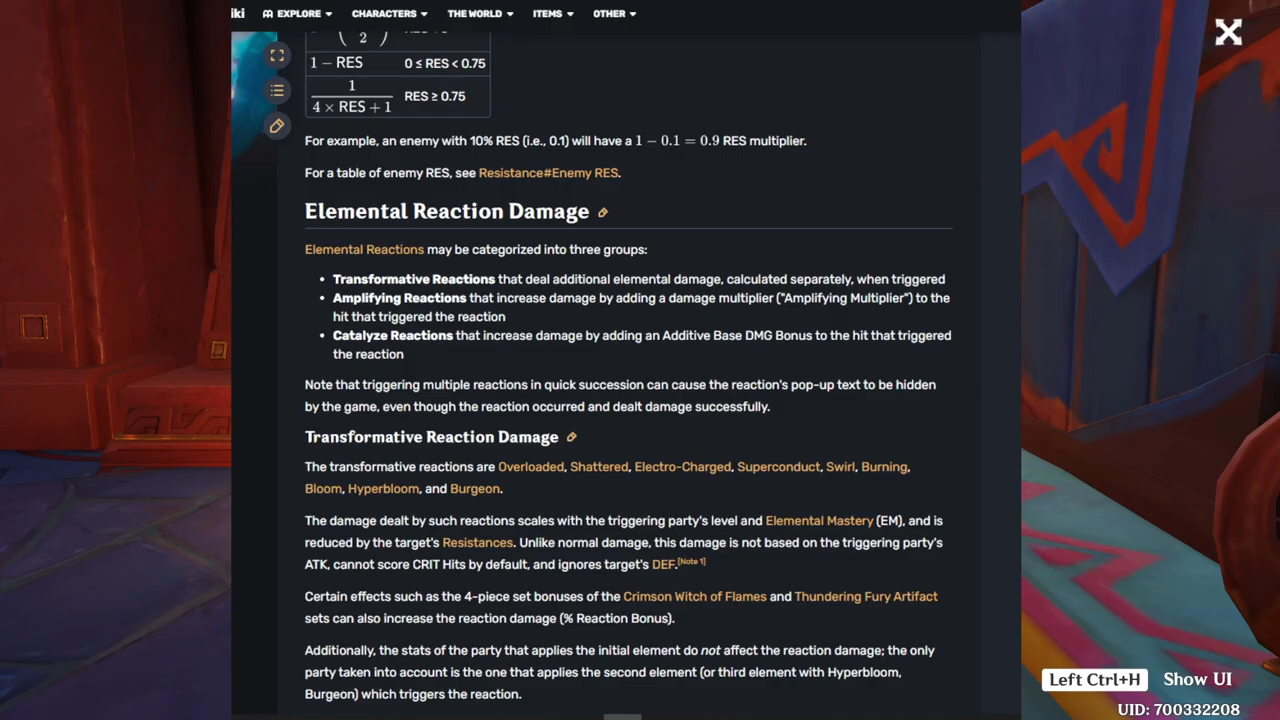 iki EXPLORE CHARACTERS THE WORLD ITEMS OTHER
2
1 − RES 0 ≤ RES < 0.75
1
4 × RES + 1 RES ≥ 0.75
For example, an enemy with 10% RES (i.e., 0.1) will have a 1 − 0.1 = 0.9 RES multiplier.
For a table of enemy RES, see Resistance#Enemy RES.
Elemental Reaction Damage
Elemental Reactions may be categorized into three groups:
• Transformative Reactions that deal additional elemental damage, calculated separately, when triggered
• Amplifying Reactions that increase damage by adding a damage multiplier ("Amplifying Multiplier") to the
hit that triggered the reaction
• Catalyze Reactions that increase damage by adding an Additive Base DMG Bonus to the hit that triggered
the reaction
Note that triggering multiple reactions in quick succession can cause the reaction's pop-up text to be hidden
by the game, even though the reaction occurred and dealt damage successfully.
Transformative Reaction Damage
The transformative reactions are Overloaded, Shattered, Electro-Charged, Superconduct, Swirl, Burning,
Bloom, Hyperbloom, and Burgeon.
The damage dealt by such reactions scales with the triggering party's level and Elemental Mastery (EM), and is
reduced by the target's Resistances. Unlike normal damage, this damage is not based on the triggering party's
ATK, cannot score CRIT Hits by default, and ignores target's DEF.[Note 1]
Certain effects such as the 4-piece set bonuses of the Crimson Witch of Flames and Thundering Fury Artifact
sets can also increase the reaction damage (% Reaction Bonus).
Additionally, the stats of the party that applies the initial element do not affect the reaction damage; the only
party taken into account is the one that applies the second element (or third element with Hyperbloom,
Burgeon) which triggers the reaction.
Left Ctrl+H Show UI
UID: 700332208